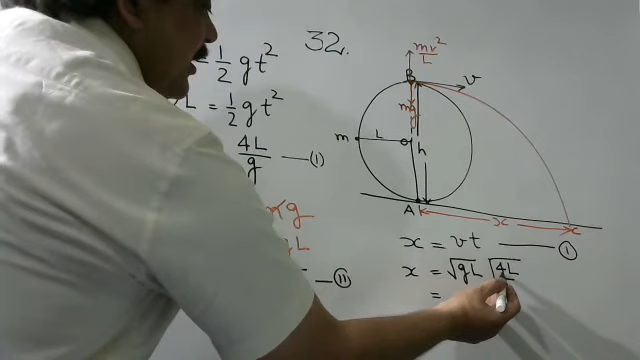 32.
= 1/2 gt²
L = 1/2 gt²
4L/g —(I)
g
L
(II)
mv²/L
B
v
mg
m
L
O
h
A
x
x = vt —(I)
x = √gL √4L
=